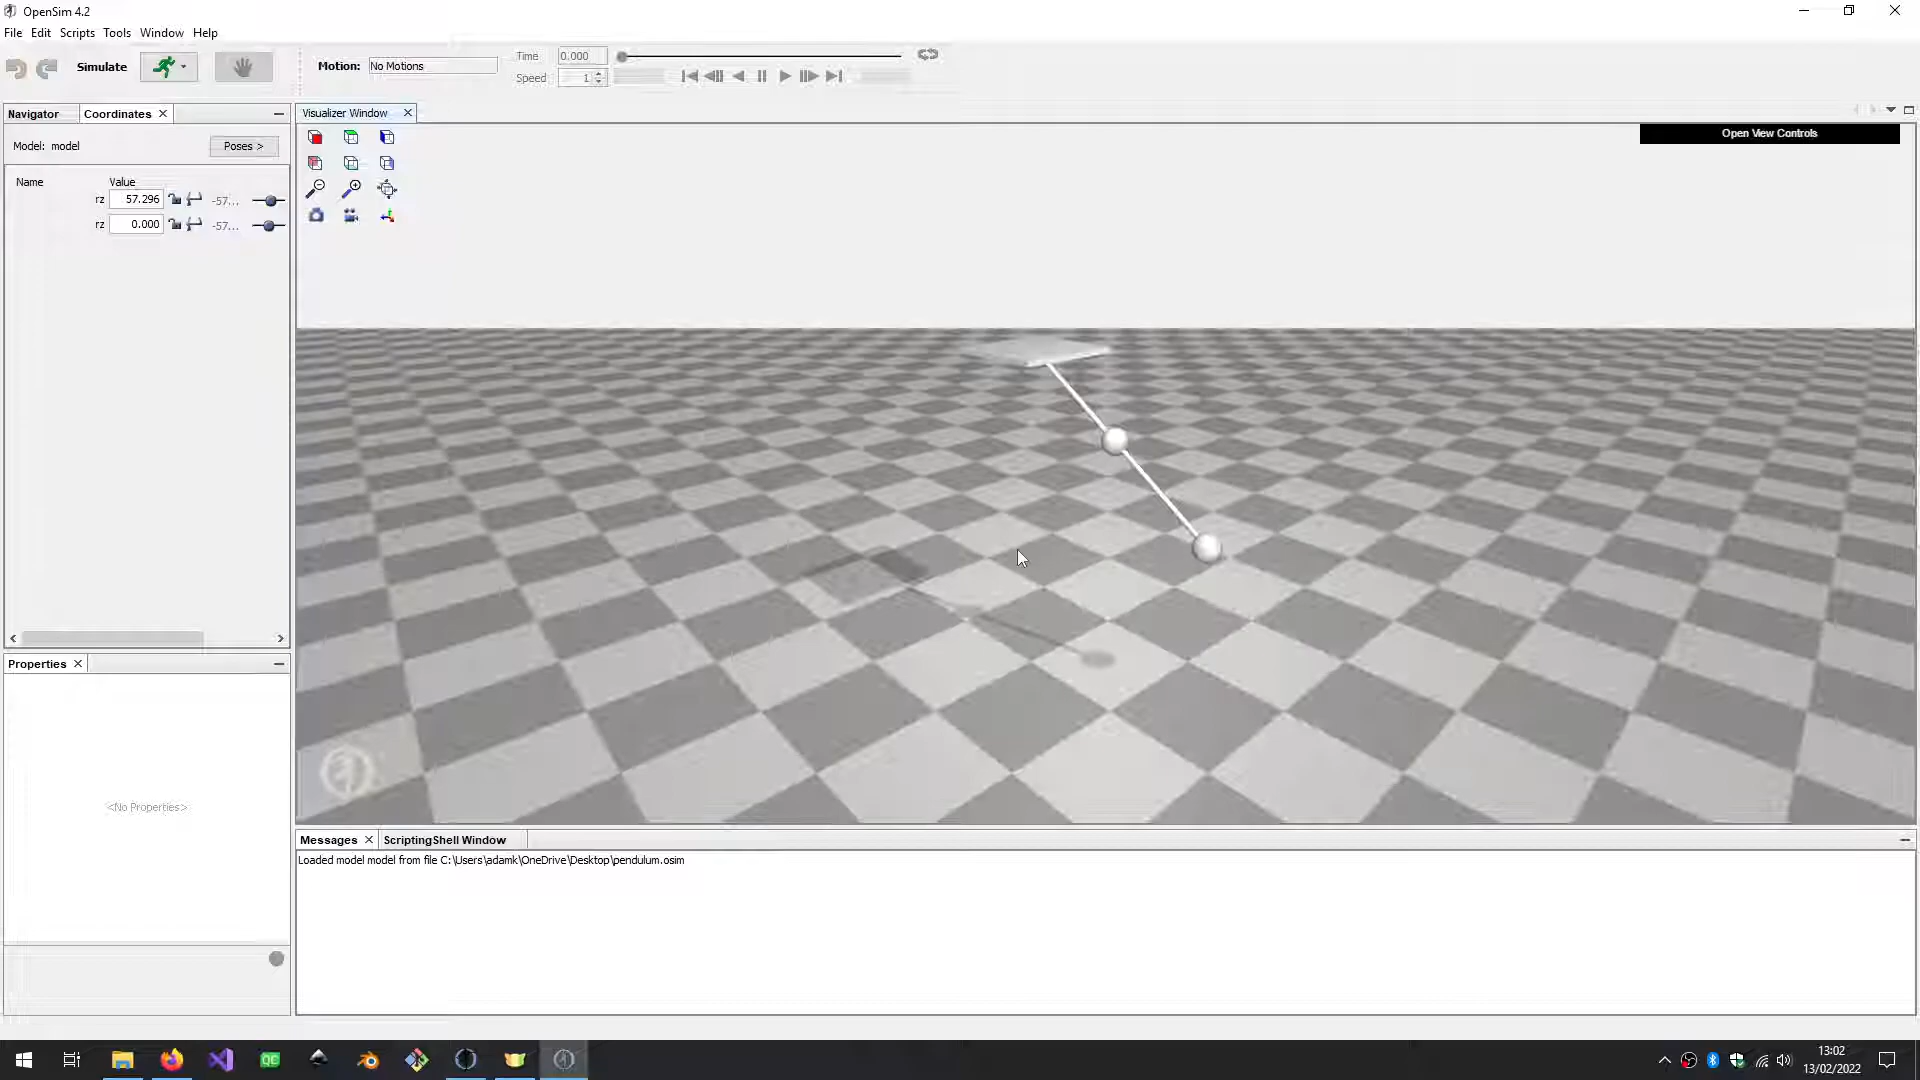 OpenSim 4.2
File Edit Scripts Tools Window Help
Simulate
Motion: No Motions
Time 0.000
Speed 1
Navigator Coordinates
Visualizer Window
Model: model Poses >
Open View Controls
Name Value
rz 57.296 -57...
rz 0.000 -57...
Properties
<No Properties>
Messages ScriptingShell Window
Loaded model model from file C:\Users\adamk\OneDrive\Desktop\pendulum.osim
QC
13:02
13/02/2022